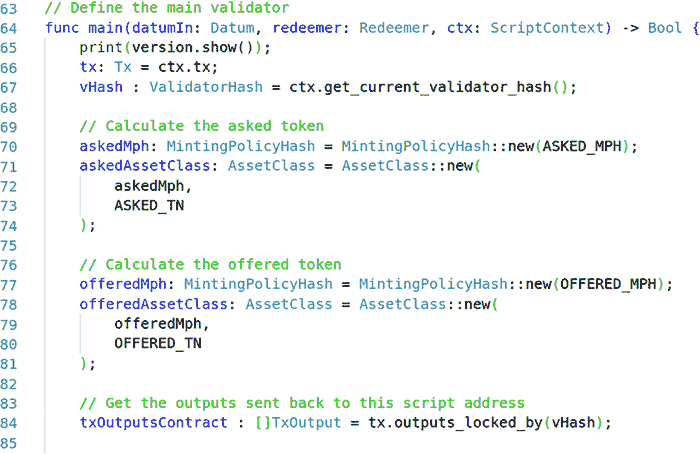 63 // Define the main validator
64 func main(datumIn: Datum, redeemer: Redeemer, ctx: ScriptContext) -> Bool {
65     print(version.show());
66     tx: Tx = ctx.tx;
67     vHash : ValidatorHash = ctx.get_current_validator_hash();
68
69     // Calculate the asked token
70     askedMph: MintingPolicyHash = MintingPolicyHash::new(ASKED_MPH);
71     askedAssetClass: AssetClass = AssetClass::new(
72         askedMph,
73         ASKED_TN
74     );
75
76     // Calculate the offered token
77     offeredMph: MintingPolicyHash = MintingPolicyHash::new(OFFERED_MPH);
78     offeredAssetClass: AssetClass = AssetClass::new(
79         offeredMph,
80         OFFERED_TN
81     );
82
83     // Get the outputs sent back to this script address
84     txOutputsContract : []TxOutput = tx.outputs_locked_by(vHash);
85